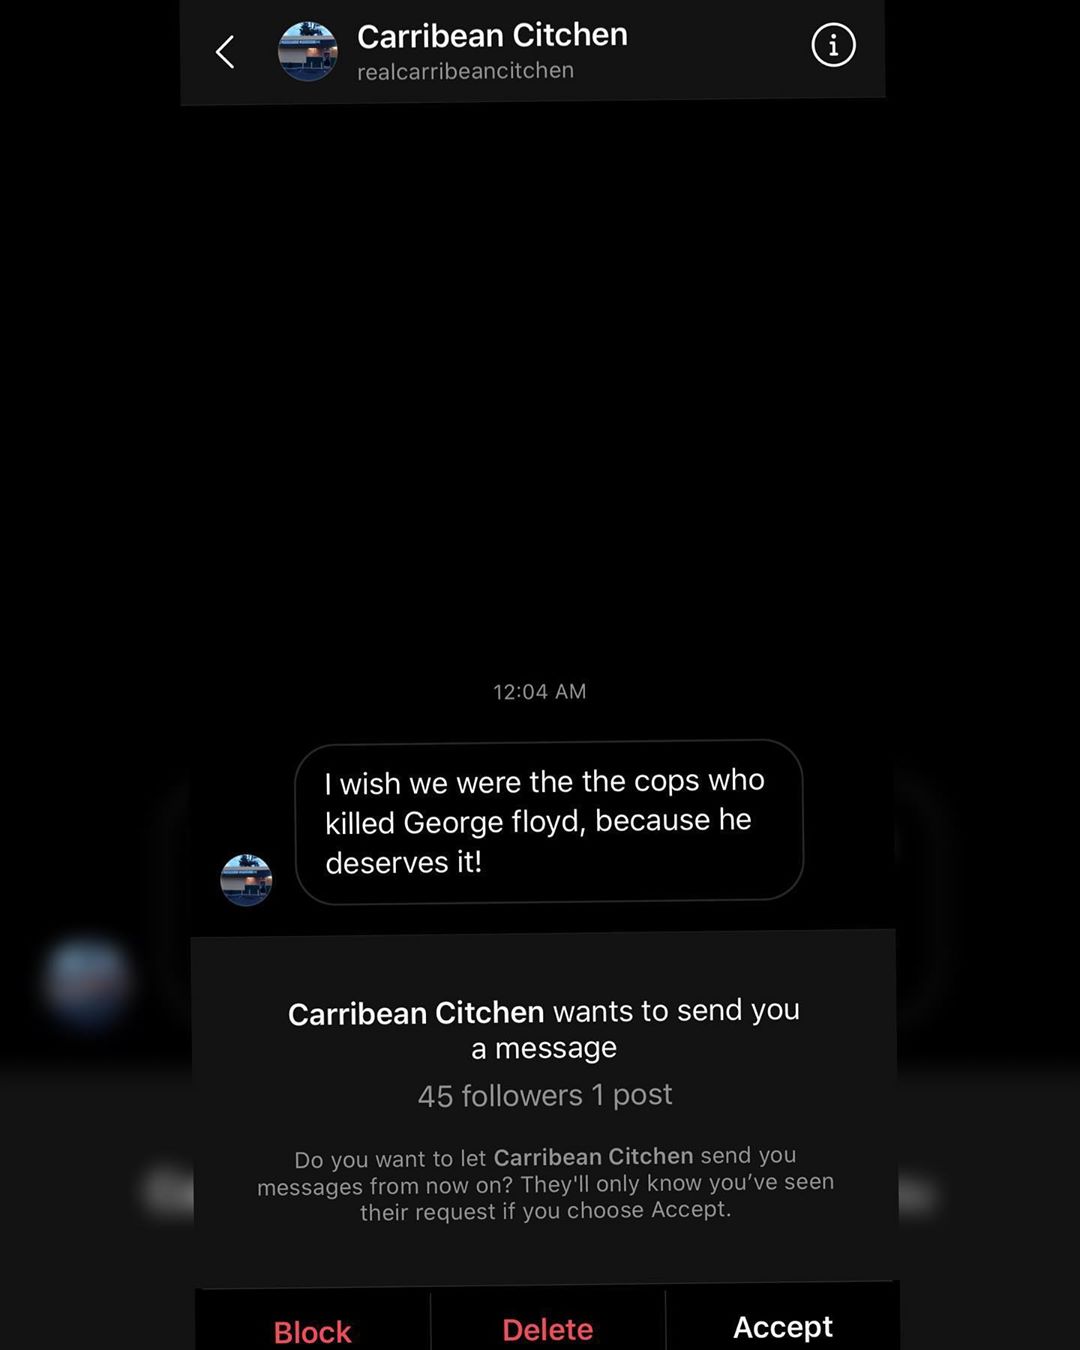 Carribean Citchen
realcarribeancitchen
12:04 AM
I wish we were the the cops who
killed George floyd, because he
deserves it!
Carribean Citchen wants to send you
a message
45 followers 1 post
Do you want to let Carribean Citchen send you
messages from now on? They'll only know you’ve seen
their request if you choose Accept.
Block
Delete
Accept